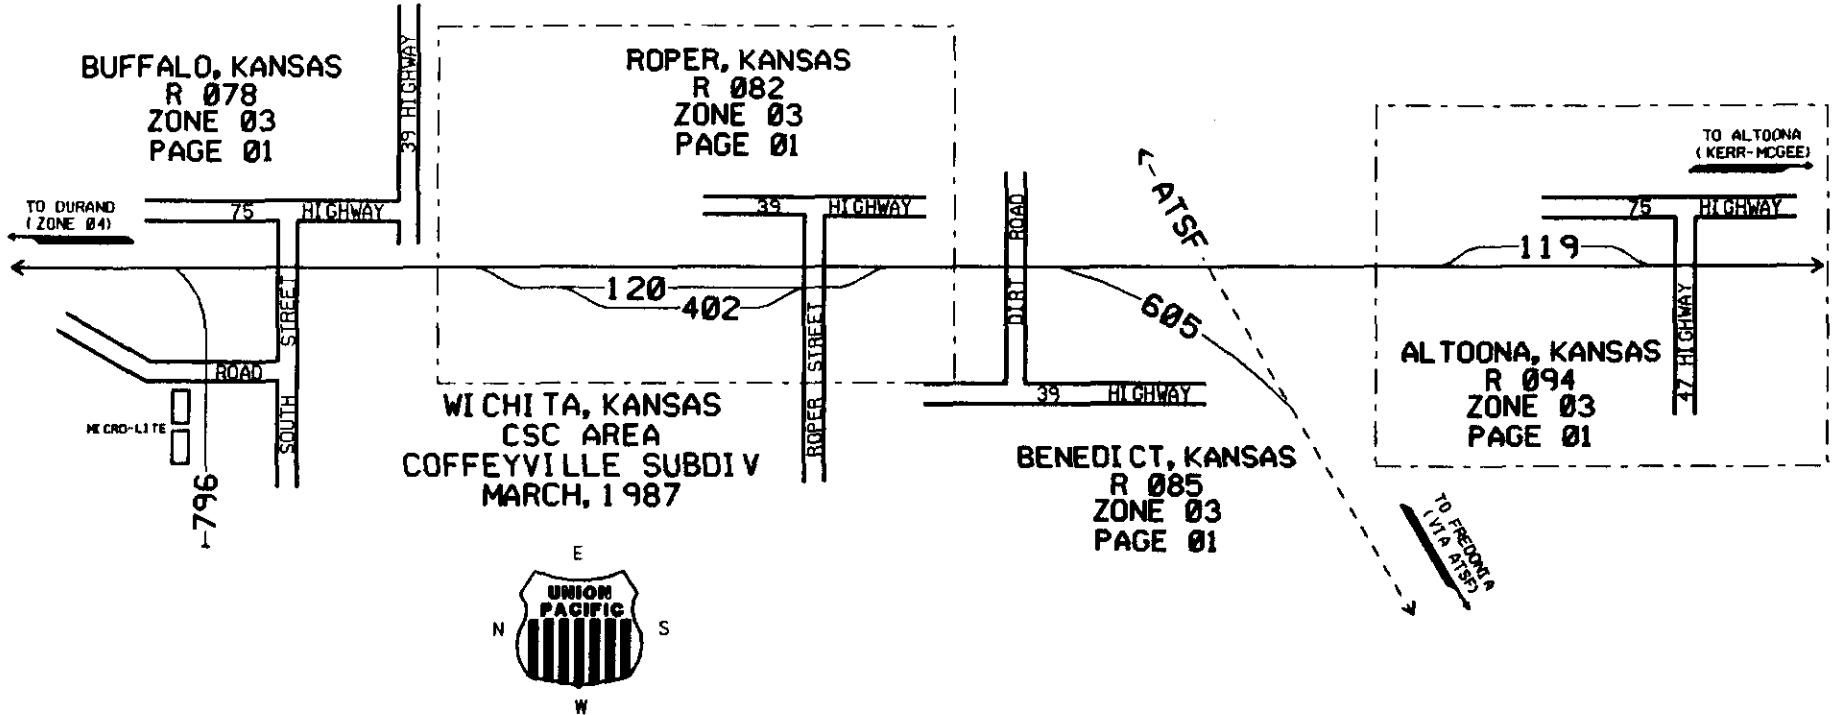 BUFFALO, KANSAS
R 078
ZONE 03
PAGE 01
39 HIGHWAY
ROPER, KANSAS
R 082
ZONE 03
PAGE 01
TO ALTOONA
(KERR-MCGEE)
TO DURAND
(ZONE 04)
75 HIGHWAY
39 HIGHWAY
DIRT ROAD
ATSF
75 HIGHWAY
119
120
402
605
SOUTH STREET
ROAD
MICRO-LITE
796
ROPER STREET
WICHITA, KANSAS
CSC AREA
COFFEYVILLE SUBDIV
MARCH, 1987
39 HIGHWAY
BENEDICT, KANSAS
R 085
ZONE 03
PAGE 01
ALTOONA, KANSAS
R 094
ZONE 03
PAGE 01
47 HIGHWAY
TO FREDONIA
(VIA ATSF)
E
UNION
PACIFIC
N
S
W